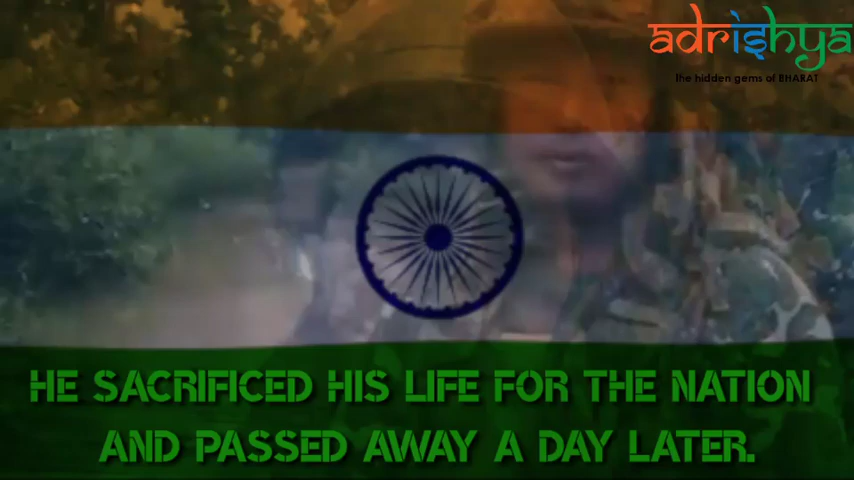 adrishya
the hidden gems of BHARAT
HE SACRIFICED HIS LIFE FOR THE NATION
AND PASSED AWAY A DAY LATER.